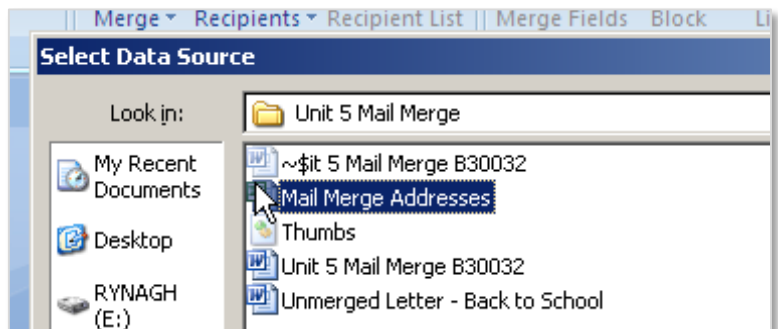 Merge Recipients Recipient List Merge Fields Block Li
Select Data Source
Look in: Unit 5 Mail Merge
My Recent Documents
Desktop
RYNAGH (E:)
~$it 5 Mail Merge B30032
Mail Merge Addresses
Thumbs
Unit 5 Mail Merge B30032
Unmerged Letter - Back to School